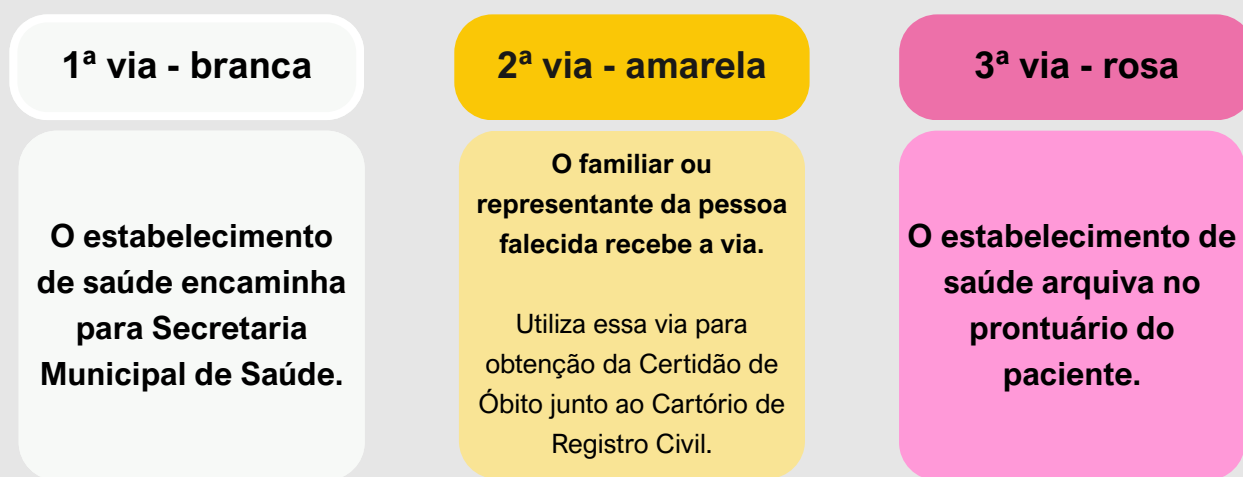 1ª via - branca
O estabelecimento
de saúde encaminha
para Secretaria
Municipal de Saúde.
2ª via - amarela
O familiar ou
representante da pessoa
falecida recebe a via.
Utiliza essa via para
obtenção da Certidão de
Óbito junto ao Cartório de
Registro Civil.
3ª via - rosa
O estabelecimento de
saúde arquiva no
prontuário do
paciente.